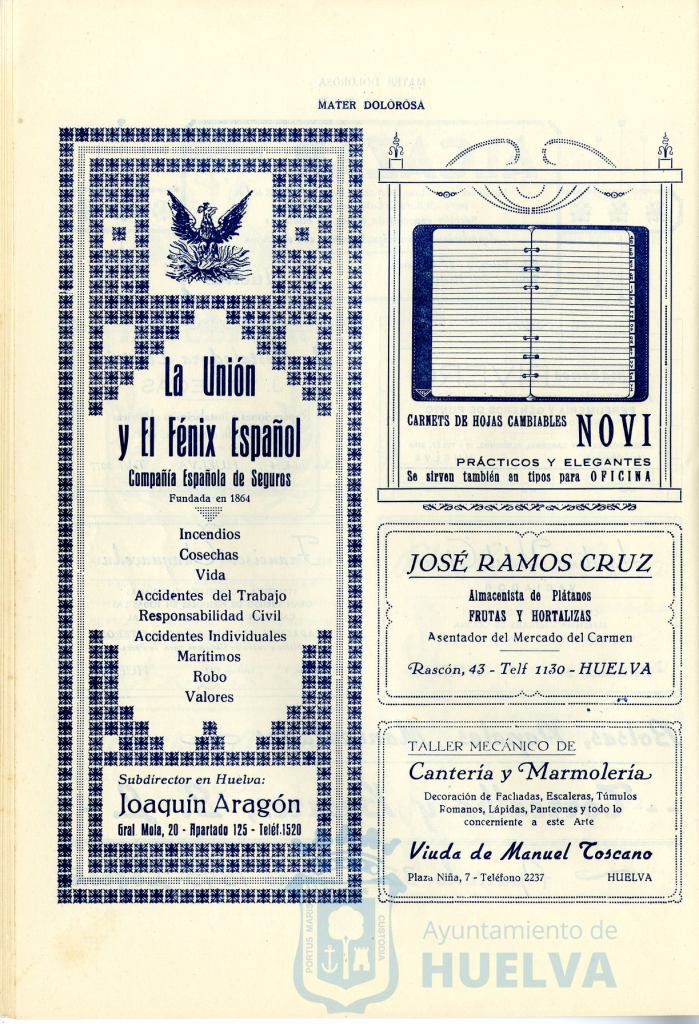 MATER DOLOROSA
La Unión
y El Fénix Español
Compañía Española de Seguros
Fundada en 1864
Incendios
Cosechas
Vida
Accidentes del Trabajo
Responsabilidad Civil
Accidentes Individuales
Marítimos
Robo
Valores
Subdirector en Huelva:
Joaquín Aragón
Gral Mola, 20 - Apartado 125 - Teléf. 1520
CARNETS DE HOJAS CAMBIABLES NOVI
PRÁCTICOS Y ELEGANTES
Se sirven también en tipos para OFICINA
JOSÉ RAMOS CRUZ
Almacenista de Plátanos
FRUTAS Y HORTALIZAS
Asentador del Mercado del Carmen
Rascón, 43 - Telf 1130 - HUELVA
TALLER MECÁNICO DE
Cantería y Marmolería
Decoración de Fachadas, Escaleras, Túmulos
Romanos, Lápidas, Panteones y todo lo
concerniente a este Arte
Viuda de Manuel Toscano
Plaza Niña, 7 - Teléfono 2237 HUELVA
PORTUS MARIS
CUSTODIA
Ayuntamiento de
HUELVA